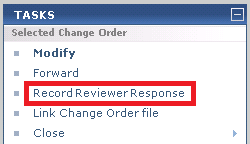 TASKS
Selected Change Order
Modify
Forward
Record Reviewer Response
Link Change Order file
Close